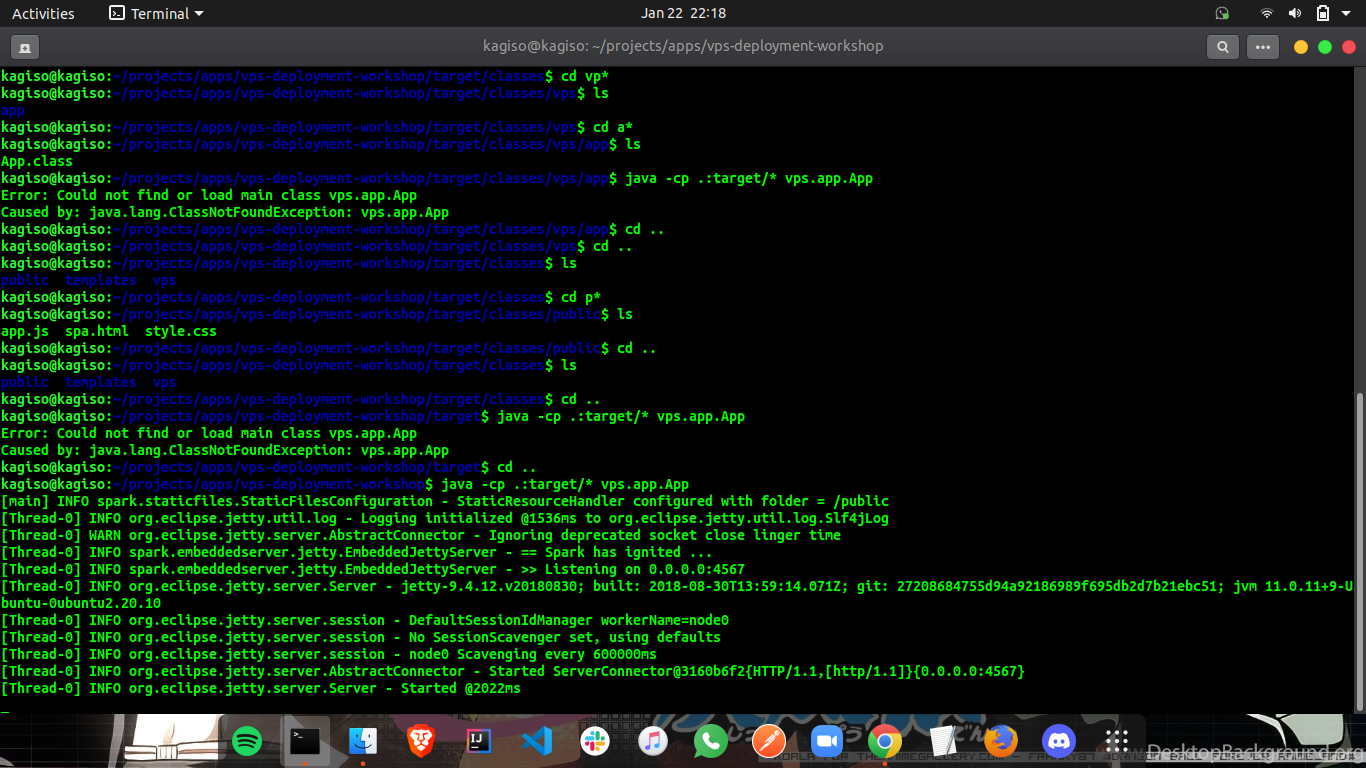 Activities
Terminal
Jan 22 22:18
kagiso@kagiso: ~/projects/apps/vps-deployment-workshop
kagiso@kagiso:~/projects/apps/vps-deployment-workshop/target/classes$ cd vp*
kagiso@kagiso:~/projects/apps/vps-deployment-workshop/target/classes/vps$ ls
app
kagiso@kagiso:~/projects/apps/vps-deployment-workshop/target/classes/vps$ cd a*
kagiso@kagiso:~/projects/apps/vps-deployment-workshop/target/classes/vps/app$ ls
App.class
kagiso@kagiso:~/projects/apps/vps-deployment-workshop/target/classes/vps/app$ java -cp .:target/* vps.app.App
Error: Could not find or load main class vps.app.App
Caused by: java.lang.ClassNotFoundException: vps.app.App
kagiso@kagiso:~/projects/apps/vps-deployment-workshop/target/classes/vps/app$ cd ..
kagiso@kagiso:~/projects/apps/vps-deployment-workshop/target/classes/vps$ cd ..
kagiso@kagiso:~/projects/apps/vps-deployment-workshop/target/classes$ ls
public  templates  vps
kagiso@kagiso:~/projects/apps/vps-deployment-workshop/target/classes$ cd p*
kagiso@kagiso:~/projects/apps/vps-deployment-workshop/target/classes/public$ ls
app.js  spa.html  style.css
kagiso@kagiso:~/projects/apps/vps-deployment-workshop/target/classes/public$ cd ..
kagiso@kagiso:~/projects/apps/vps-deployment-workshop/target/classes$ ls
public  templates  vps
kagiso@kagiso:~/projects/apps/vps-deployment-workshop/target/classes$ cd ..
kagiso@kagiso:~/projects/apps/vps-deployment-workshop/target$ java -cp .:target/* vps.app.App
Error: Could not find or load main class vps.app.App
Caused by: java.lang.ClassNotFoundException: vps.app.App
kagiso@kagiso:~/projects/apps/vps-deployment-workshop/target$ cd ..
kagiso@kagiso:~/projects/apps/vps-deployment-workshop$ java -cp .:target/* vps.app.App
[main] INFO spark.staticfiles.StaticFilesConfiguration - StaticResourceHandler configured with folder = /public
[Thread-0] INFO org.eclipse.jetty.util.log - Logging initialized @1536ms to org.eclipse.jetty.util.log.Slf4jLog
[Thread-0] WARN org.eclipse.jetty.server.AbstractConnector - Ignoring deprecated socket close linger time
[Thread-0] INFO spark.embeddedserver.jetty.EmbeddedJettyServer - == Spark has ignited ...
[Thread-0] INFO spark.embeddedserver.jetty.EmbeddedJettyServer - >> Listening on 0.0.0.0:4567
[Thread-0] INFO org.eclipse.jetty.server.Server - jetty-9.4.12.v20180830; built: 2018-08-30T13:59:14.071Z; git: 27208684755d94a92186989f695db2d7b21ebc51; jvm 11.0.11+9-U
buntu-0ubuntu2.20.10
[Thread-0] INFO org.eclipse.jetty.server.session - DefaultSessionIdManager workerName=node0
[Thread-0] INFO org.eclipse.jetty.server.session - No SessionScavenger set, using defaults
[Thread-0] INFO org.eclipse.jetty.server.session - node0 Scavenging every 600000ms
[Thread-0] INFO org.eclipse.jetty.server.AbstractConnector - Started ServerConnector@3160b6f2{HTTP/1.1,[http/1.1]}{0.0.0.0:4567}
[Thread-0] INFO org.eclipse.jetty.server.Server - Started @2022ms
DesktopBackground.org